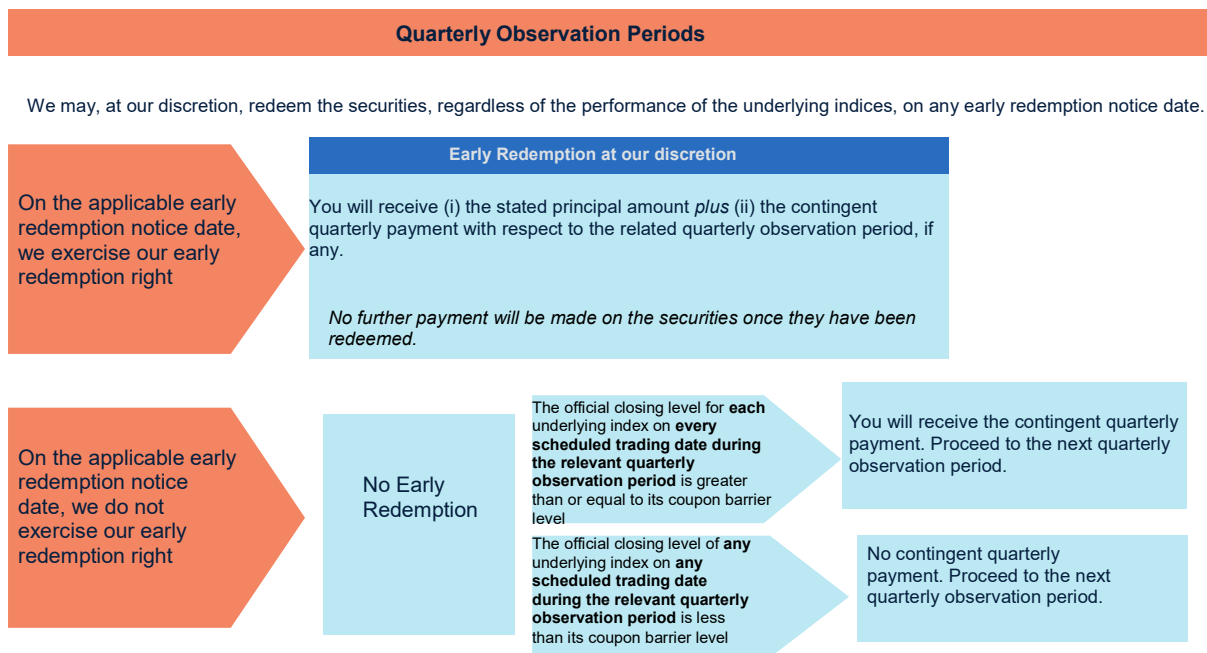 Quarterly Observation Periods
We may, at our discretion, redeem the securities, regardless of the performance of the underlying indices, on any early redemption notice date.
On the applicable early
redemption notice date,
we exercise our early
redemption right
Early Redemption at our discretion
You will receive (i) the stated principal amount plus (ii) the contingent
quarterly payment with respect to the related quarterly observation period, if
any.
No further payment will be made on the securities once they have been
redeemed.
On the applicable early
redemption notice
date, we do not
exercise our early
redemption right
No Early
Redemption
The official closing level for each
underlying index on every
scheduled trading date during
the relevant quarterly
observation period is greater
than or equal to its coupon barrier
level
You will receive the contingent quarterly
payment. Proceed to the next quarterly
observation period.
The official closing level of any
underlying index on any
scheduled trading date
during the relevant quarterly
observation period is less
than its coupon barrier level
No contingent quarterly
payment. Proceed to the next
quarterly observation period.